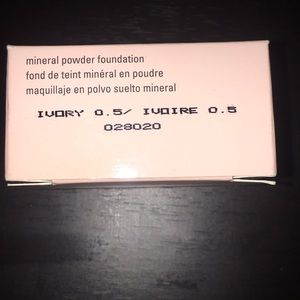 mineral powder foundation
fond de teint minéral en poudre
maquillaje en polvo suelto mineral
IVORY 0.5/ IVOIRE 0.5
028020